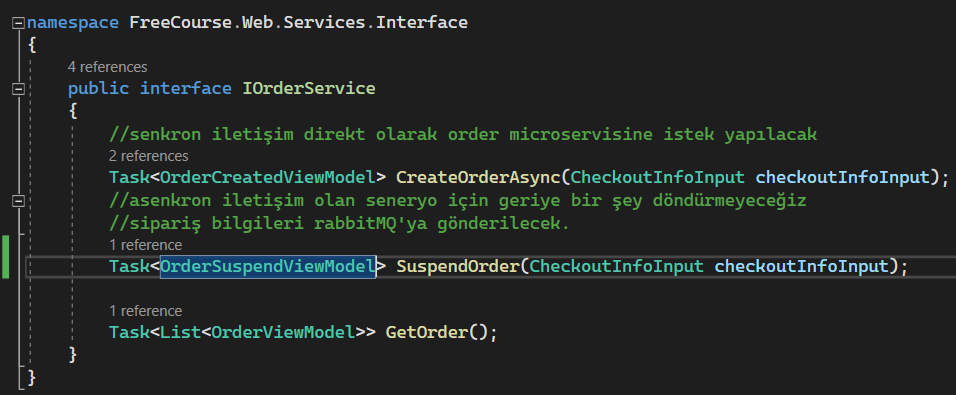 namespace FreeCourse.Web.Services.Interface
{
4 references
public interface IOrderService
{
//senkron iletişim direkt olarak order microservisine istek yapılacak
2 references
Task<OrderCreatedViewModel> CreateOrderAsync(CheckoutInfoInput checkoutInfoInput);
//asenkron iletişim olan seneryo için geriye bir şey döndürmeyeceğiz
//sipariş bilgileri rabbitMQ'ya gönderilecek.
1 reference
Task<OrderSuspendViewModel> SuspendOrder(CheckoutInfoInput checkoutInfoInput);
1 reference
Task<List<OrderViewModel>> GetOrder();
}
}